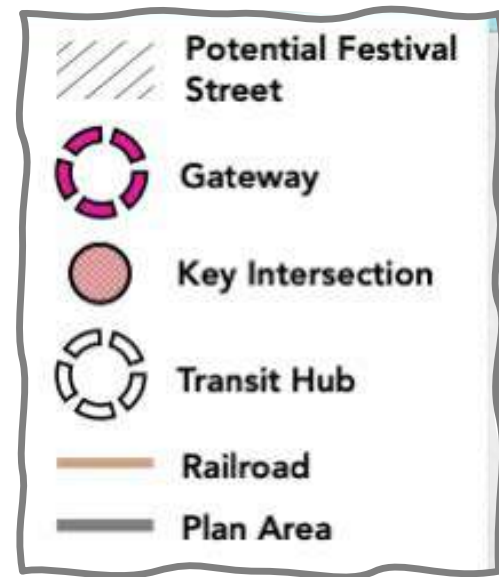 Potential Festival
Street
Gateway
Key Intersection
Transit Hub
Railroad
Plan Area